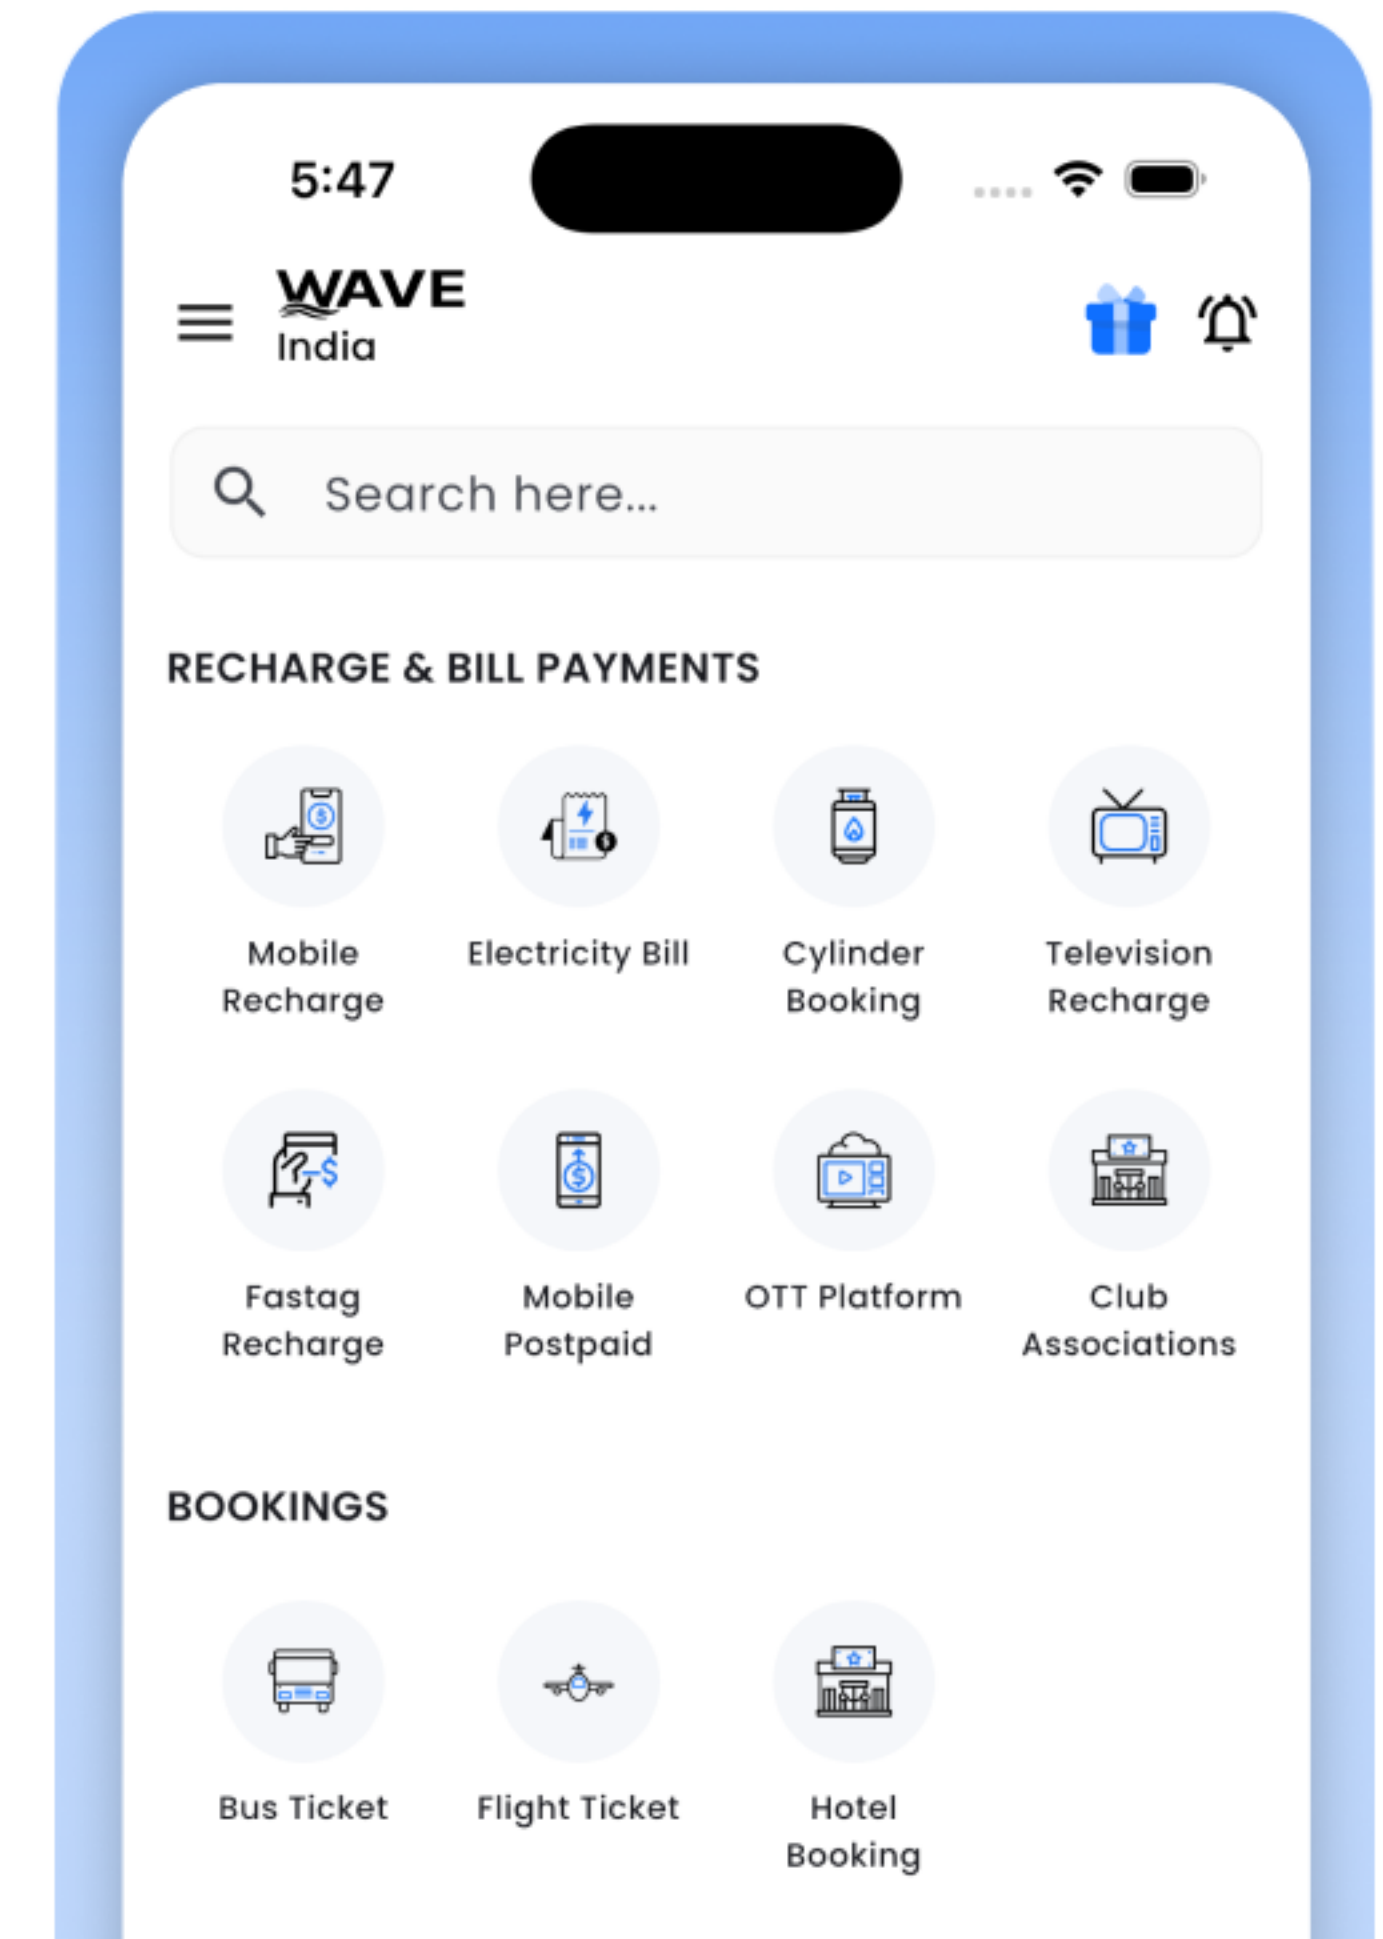 5:47
WAVE
India
Search here...
RECHARGE & BILL PAYMENTS
Mobile
Recharge
Electricity Bill
Cylinder
Booking
Television
Recharge
Fastag
Recharge
Mobile
Postpaid
OTT Platform
Club
Associations
BOOKINGS
Bus Ticket
Flight Ticket
Hotel
Booking